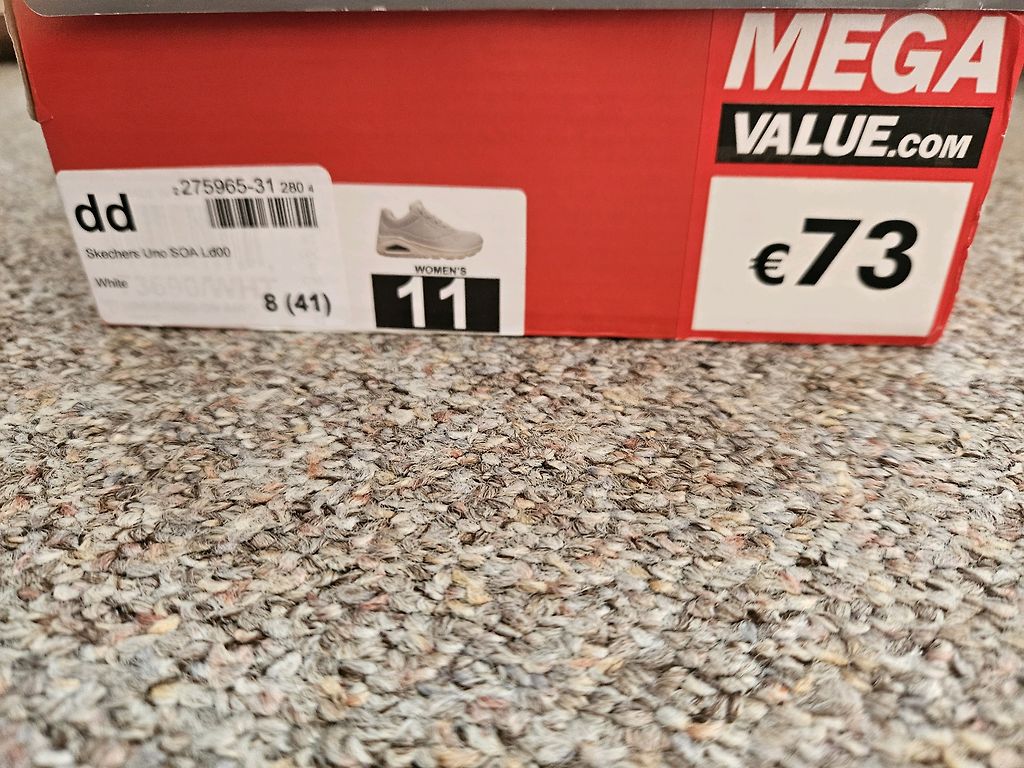 MEGA
VALUE.COM
€73
dd
275965-31 280 4
Skechers Uno SOA Ld00
White
8 (41)
WOMEN'S
11